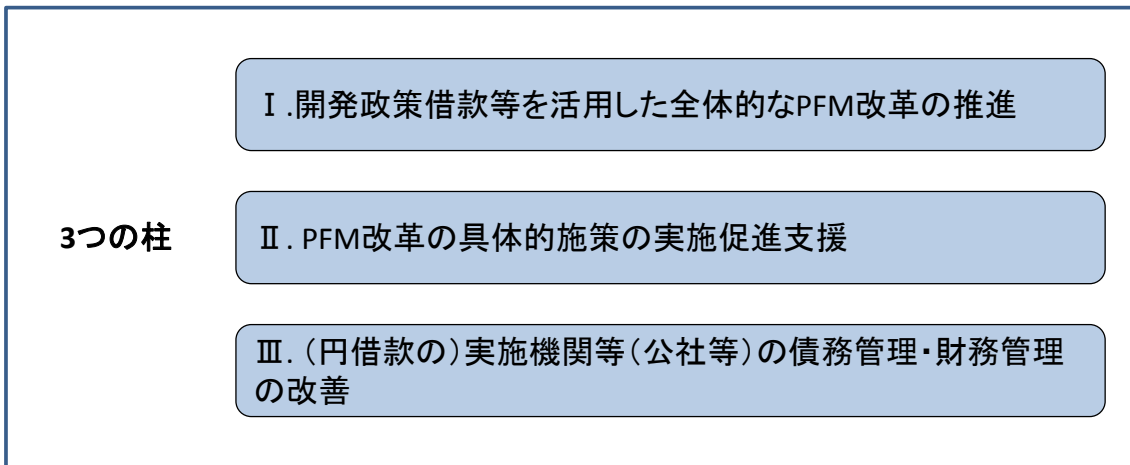 Ⅰ.開発政策借款等を活用した全体的なPFM改革の推進
3つの柱
Ⅱ. PFM改革の具体的施策の実施促進支援
Ⅲ.(円借款の)実施機関等(公社等)の債務管理・財務管理
の改善